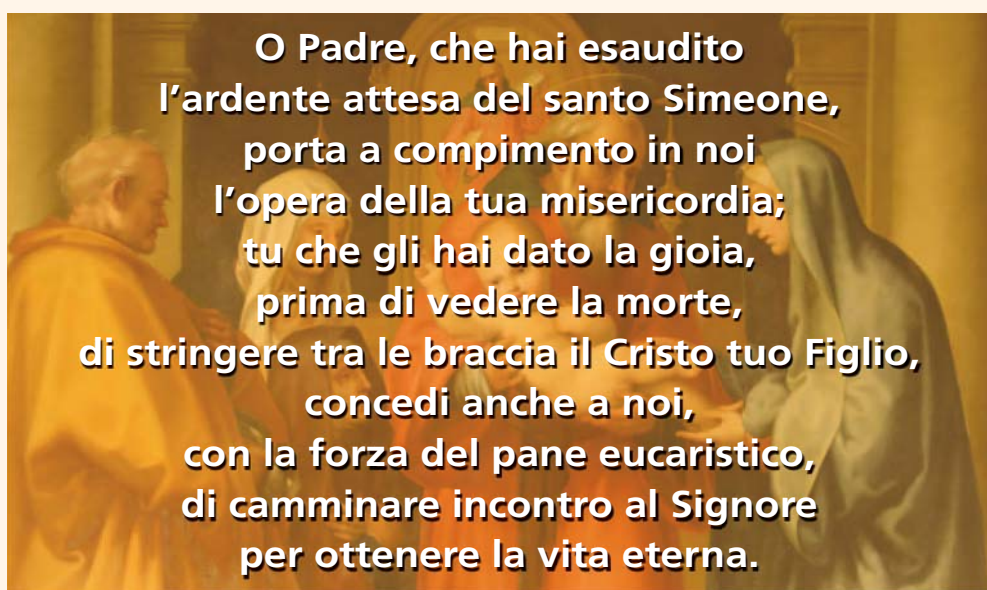 O Padre, che hai esaudito
l’ardente attesa del santo Simeone,
porta a compimento in noi
l’opera della tua misericordia;
tu che gli hai dato la gioia,
prima di vedere la morte,
di stringere tra le braccia il Cristo tuo Figlio,
concedi anche a noi,
con la forza del pane eucaristico,
di camminare incontro al Signore
per ottenere la vita eterna.